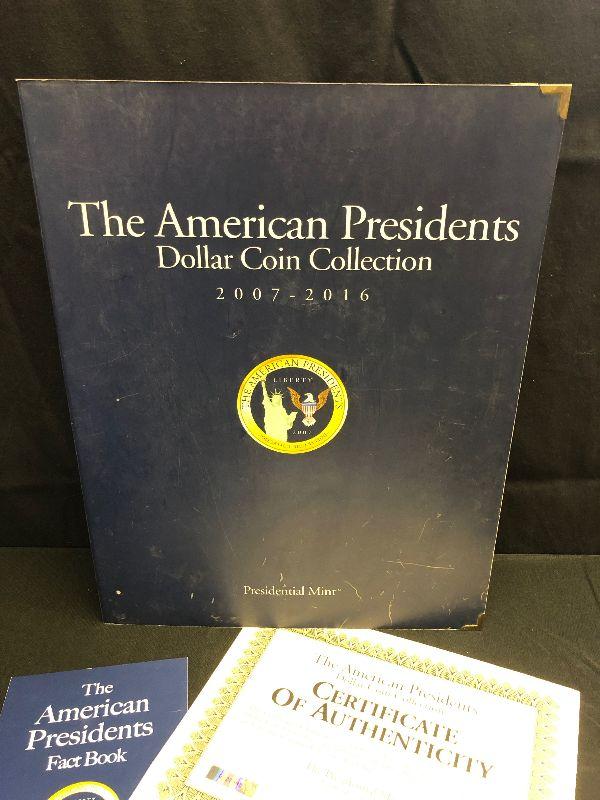 The American Presidents
Dollar Coin Collection
2007-2016
THE AMERICAN PRESIDENTS
LIBERTY
2007
Presidential Mint™
The
American
Presidents
Fact Book
The American Presidents
Dollar Coin Collection
CERTIFICATE
OF AUTHENTICITY